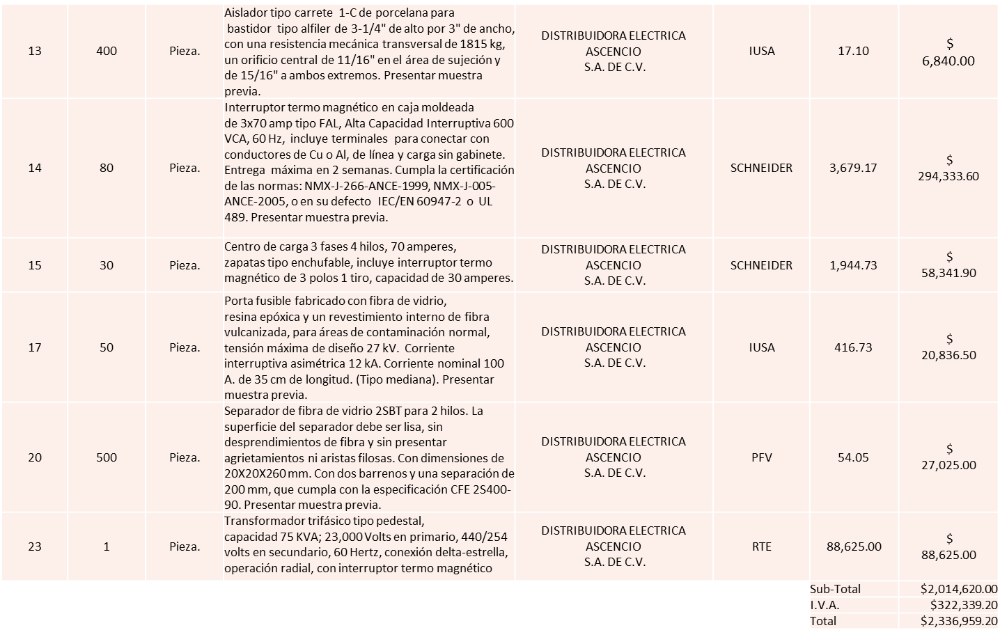 13
400
Pieza.
Aislador tipo carrete 1-C de porcelana para
bastidor tipo alfiler de 3-1/4" de alto por 3" de ancho,
con una resistencia mecánica transversal de 1815 kg,
un orificio central de 11/16" en el área de sujeción y
de 15/16" a ambos extremos. Presentar muestra
previa.
DISTRIBUIDORA ELECTRICA
ASCENCIO
S.A. DE C.V.
IUSA
17.10
$
6,840.00
14
80
Pieza.
Interruptor termo magnético en caja moldeada
de 3x70 amp tipo FAL, Alta Capacidad Interruptiva 600
VCA, 60 Hz, incluye terminales para conectar con
conductores de Cu o Al, de línea y carga sin gabinete.
Entrega máxima en 2 semanas. Cumpla la certificación
de las normas: NMX-J-266-ANCE-1999, NMX-J-005-
ANCE-2005, o en su defecto IEC/EN 60947-2 o UL
489. Presentar muestra previa.
DISTRIBUIDORA ELECTRICA
ASCENCIO
S.A. DE C.V.
SCHNEIDER
3,679.17
$
294,333.60
15
30
Pieza.
Centro de carga 3 fases 4 hilos, 70 amperes,
zapatas tipo enchufable, incluye interruptor termo
magnético de 3 polos 1 tiro, capacidad de 30 amperes.
DISTRIBUIDORA ELECTRICA
ASCENCIO
S.A. DE C.V.
SCHNEIDER
1,944.73
$
58,341.90
17
50
Pieza.
Porta fusible fabricado con fibra de vidrio,
resina epóxica y un revestimiento interno de fibra
vulcanizada, para áreas de contaminación normal,
tensión máxima de diseño 27 kV. Corriente
interruptiva asimétrica 12 kA. Corriente nominal 100
A. de 35 cm de longitud. (Tipo mediana). Presentar
muestra previa.
DISTRIBUIDORA ELECTRICA
ASCENCIO
S.A. DE C.V.
IUSA
416.73
$
20,836.50
20
500
Pieza.
Separador de fibra de vidrio 2SBT para 2 hilos. La
superficie del separador debe ser lisa, sin
desprendimientos de fibra y sin presentar
agrietamientos ni aristas filosas. Con dimensiones de
20X20X260 mm. Con dos barrenos y una separación de
200 mm, que cumpla con la especificación CFE 2S400-
90. Presentar muestra previa.
DISTRIBUIDORA ELECTRICA
ASCENCIO
S.A. DE C.V.
PFV
54.05
$
27,025.00
23
1
Pieza.
Transformador trifásico tipo pedestal,
capacidad 75 KVA; 23,000 Volts en primario, 440/254
volts en secundario, 60 Hertz, conexión delta-estrella,
operación radial, con interruptor termo magnético
DISTRIBUIDORA ELECTRICA
ASCENCIO
S.A. DE C.V.
RTE
88,625.00
$
88,625.00
Sub-Total $2,014,620.00
I.V.A. $322,339.20
Total $2,336,959.20